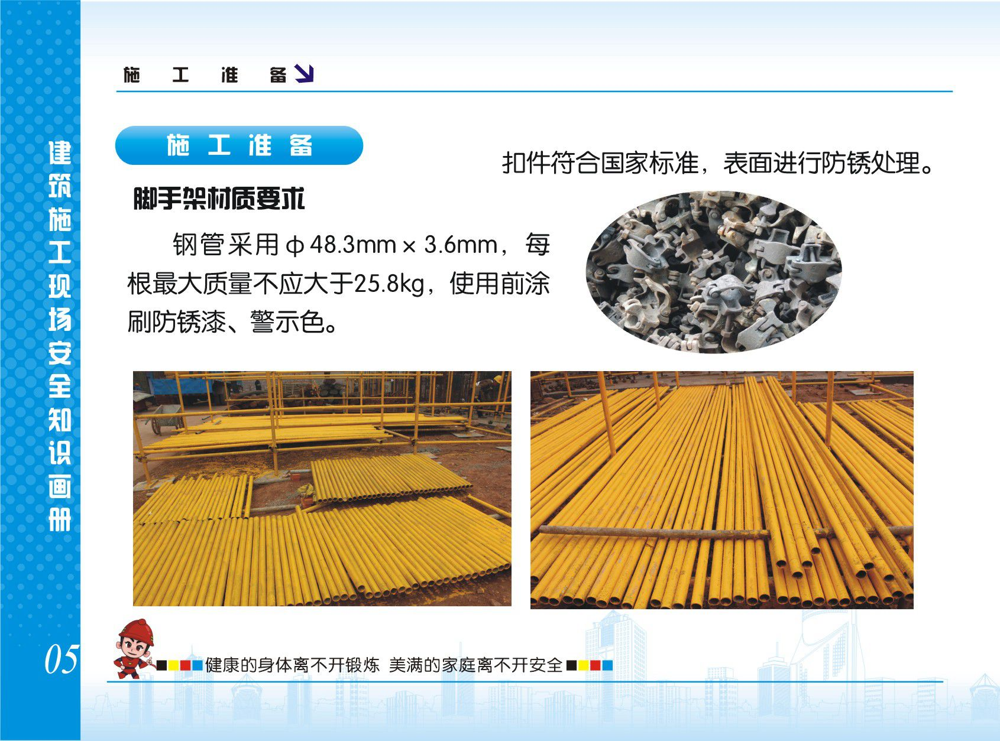 建筑施工现场安全知识画册
05
施工准备
施工准备
脚手架材质要求
钢管采用φ48.3mm×3.6mm，每
根最大质量不应大于25.8kg，使用前涂
刷防锈漆、警示色。
扣件符合国家标准，表面进行防锈处理。
健康的身体离不开锻炼 美满的家庭离不开安全